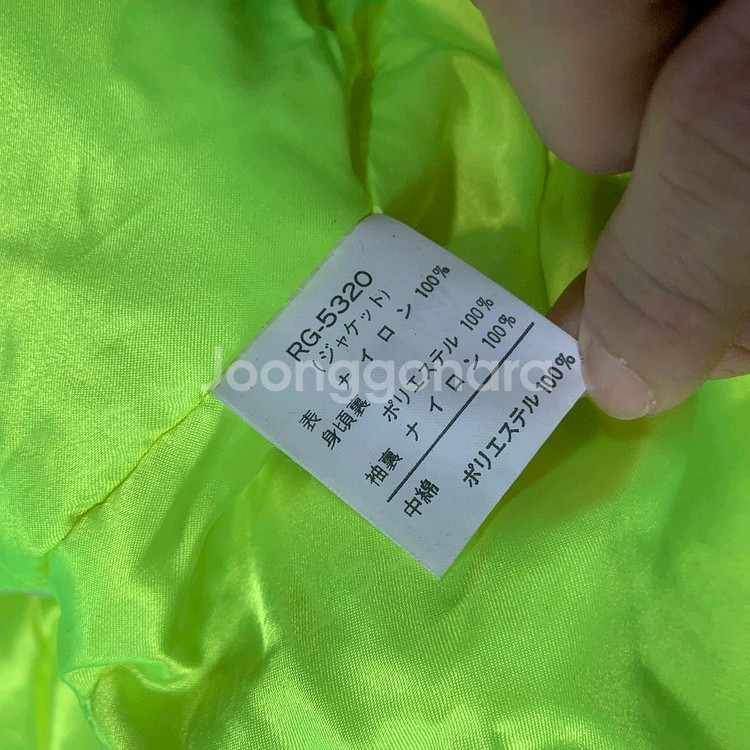 RG-5320
(ジャケット)
表 ナイロン 100%
身頃裏 ポリエステル 100%
袖裏 ナイロン 100%
中綿 ポリエステル 100%
Joonggonara